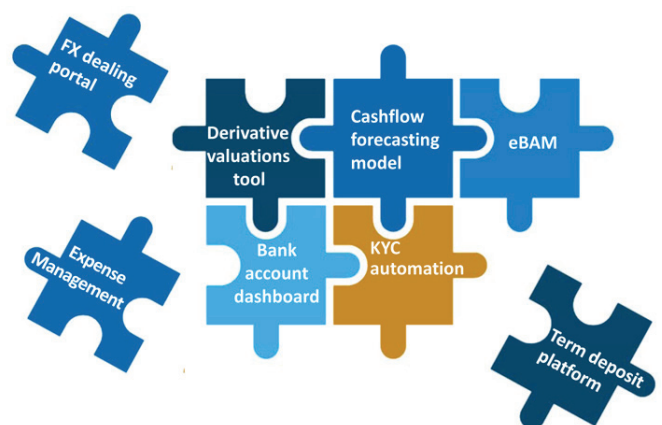 FX dealing
portal
Derivative
valuations
tool
Cashflow
forecasting
model
eBAM
Expense
Management
Bank
account
dashboard
KYC
automation
Term deposit
platform